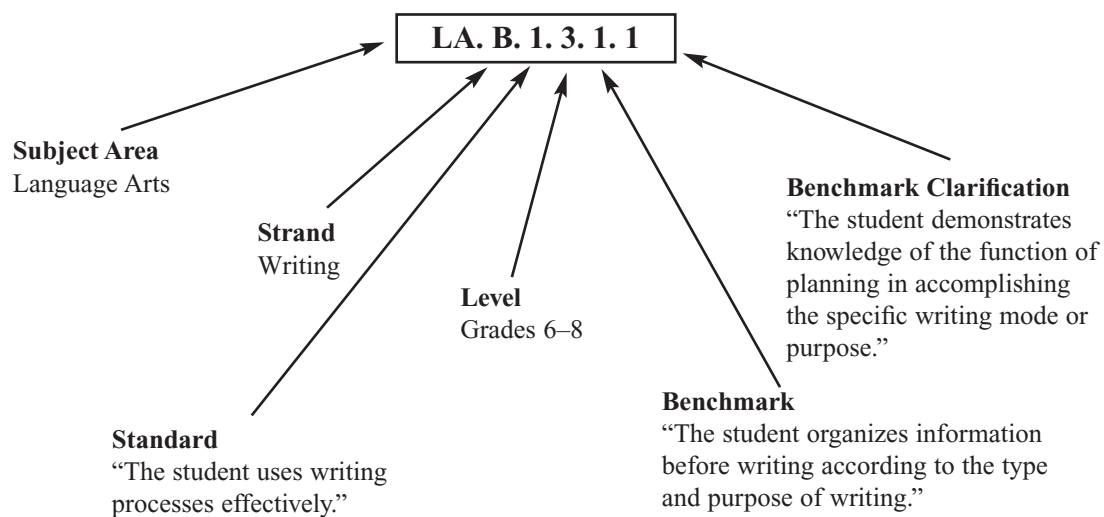 LA. B. 1. 3. 1. 1
Subject Area
Language Arts
Strand
Writing
Level
Grades 6–8
Benchmark Clarification
“The student demonstrates
knowledge of the function of
planning in accomplishing
the specific writing mode or
purpose.”
Standard
“The student uses writing
processes effectively.”
Benchmark
“The student organizes information
before writing according to the type
and purpose of writing.”